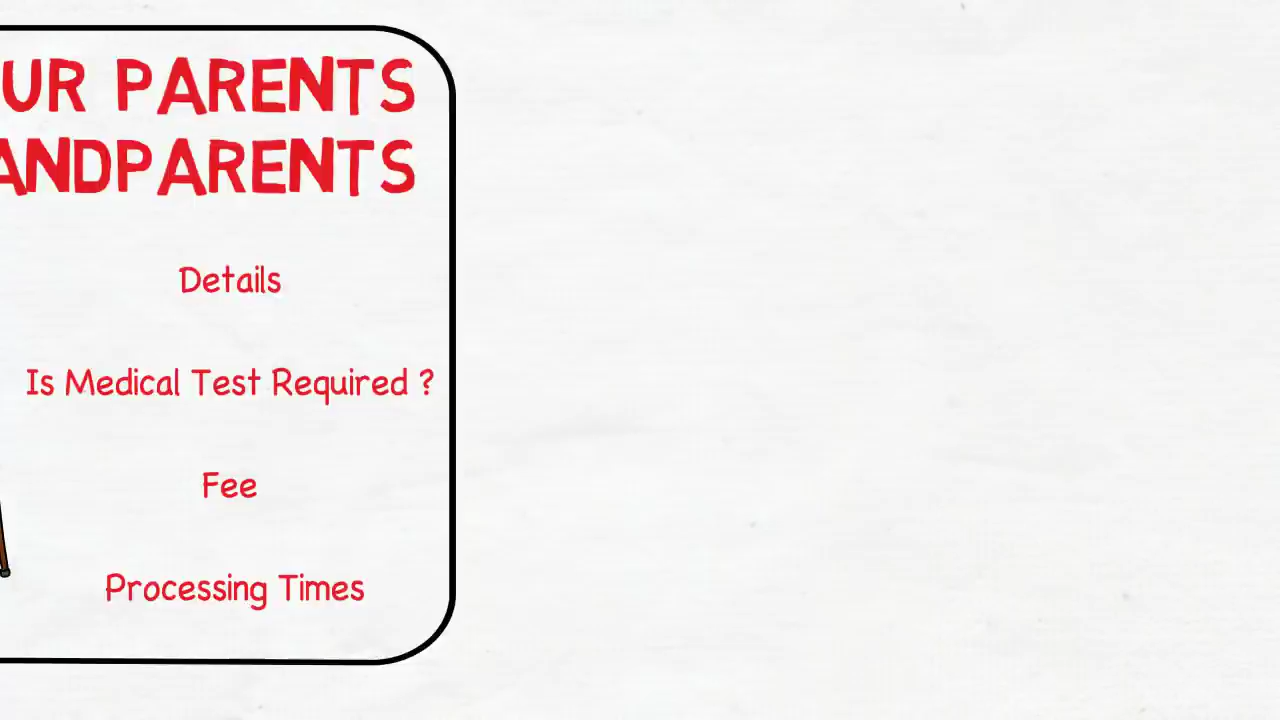 UR PARENTS
ANDPARENTS
Details
Is Medical Test Required ?
Fee
Processing Times